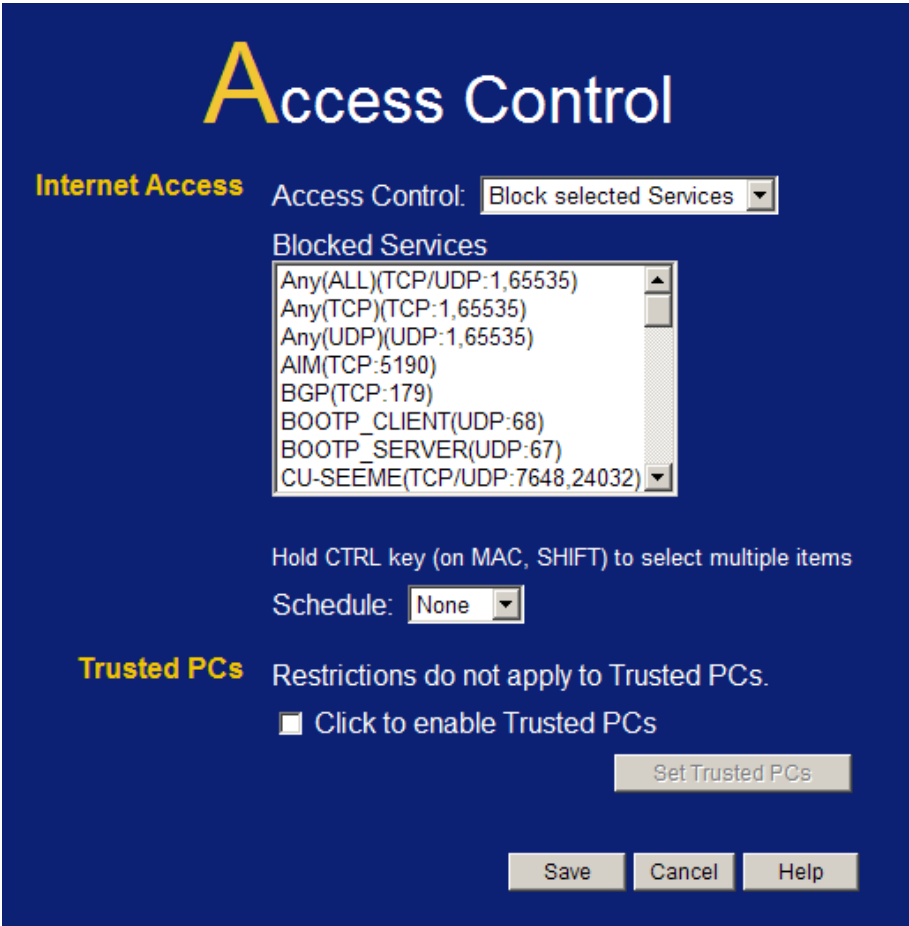 Access Control
Internet Access
Access Control: Block selected Services
Blocked Services
Any(ALL)(TCP/UDP:1,65535)
Any(TCP)(TCP:1,65535)
Any(UDP)(UDP:1,65535)
AIM(TCP:5190)
BGP(TCP:179)
BOOTP_CLIENT(UDP:68)
BOOTP_SERVER(UDP:67)
CU-SEEME(TCP/UDP:7648,24032)
Hold CTRL key (on MAC, SHIFT) to select multiple items
Schedule: None
Trusted PCs
Restrictions do not apply to Trusted PCs.
Click to enable Trusted PCs
Set Trusted PCs
Save Cancel Help